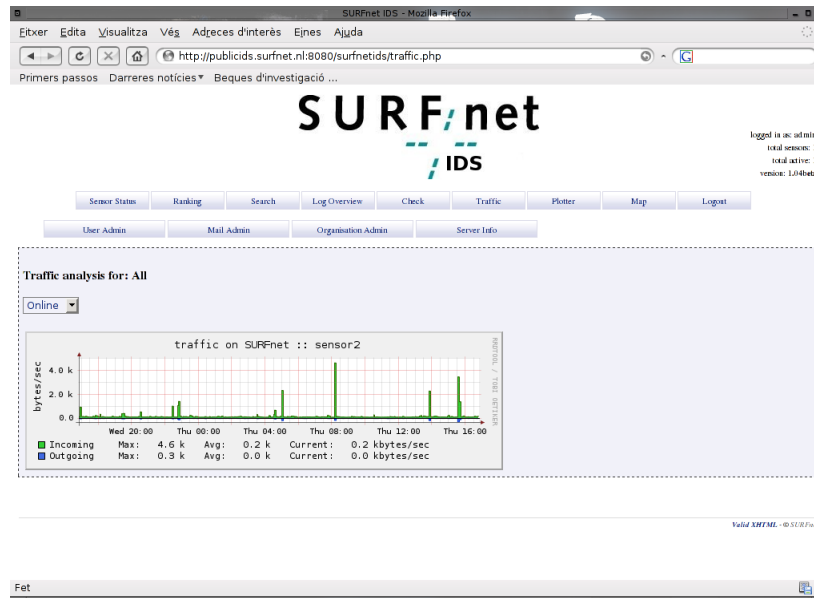 SURFnet IDS - Mozilla Firefox
Eitxer Edita Visualitza Vés Adreces d'interès Eines Ajuda
http://publicids.surfnet.nl:8080/surfnetids/traffic.php
Primers passos Darreres notícies Beques d'investigació ...
SURFnet
IDS
logged in as: admin
total sensors:
total active:
version: 1.04beta
Sensor Status Ranking Search Log Overview Check Traffic Plotter Map Logout
User Admin Mail Admin Organisation Admin Server Info
Traffic analysis for: All
Online
traffic on SURFnet :: sensor2
RRDTOOL / TOBI OETIKER
bytes/sec
4.0 k
2.0 k
0.0
Wed 20:00 Thu 00:00 Thu 04:00 Thu 08:00 Thu 12:00 Thu 16:00
Incoming Max: 4.6 k Avg: 0.2 k Current: 0.2 kbytes/sec
Outgoing Max: 0.3 k Avg: 0.0 k Current: 0.0 kbytes/sec
Valid XHTML - © SURFn
Fet